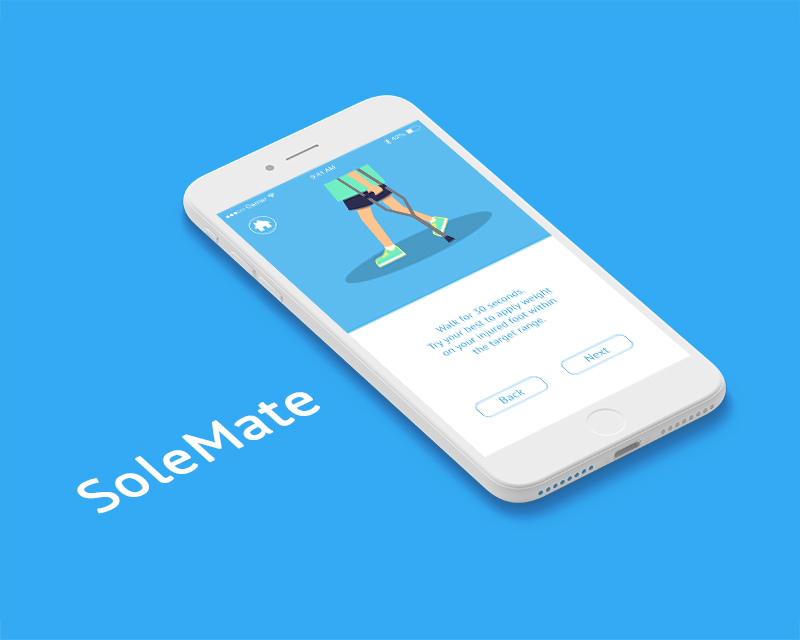 Carrier
9:41 AM
42%
Walk for 30 seconds.
Try your best to apply weight
on your injured foot within
the target range.
Back
Next
SoleMate